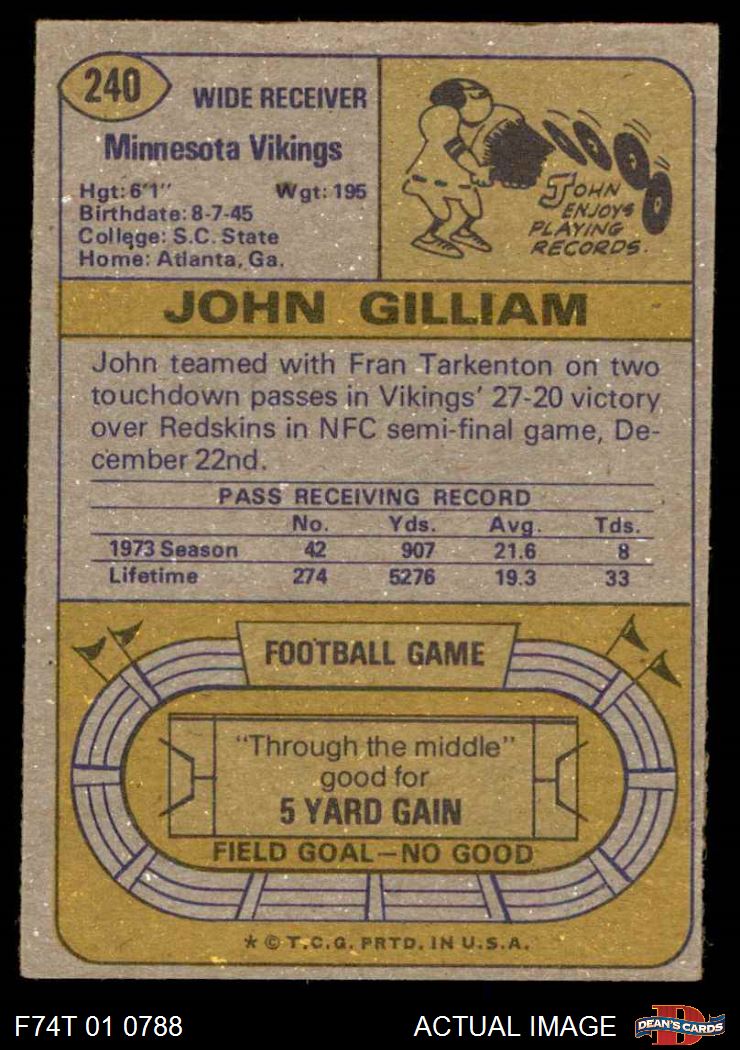 240
WIDE RECEIVER
Minnesota Vikings
Hgt: 6'1" Wgt: 195
Birthdate: 8-7-45
College: S.C. State
Home: Atlanta, Ga.
JOHN
ENJOYS
PLAYING
RECORDS.
JOHN GILLIAM
John teamed with Fran Tarkenton on two
touchdown passes in Vikings' 27-20 victory
over Redskins in NFC semi-final game, De-
cember 22nd.
PASS RECEIVING RECORD
No. Yds. Avg. Tds.
1973 Season 42 907 21.6 8
Lifetime 274 5276 19.3 33
FOOTBALL GAME
"Through the middle"
good for
5 YARD GAIN
FIELD GOAL—NO GOOD
* © T.C.G. PRTD. IN U.S.A.
F74T 01 0788 ACTUAL IMAGE
D
DEAN'S CARDS